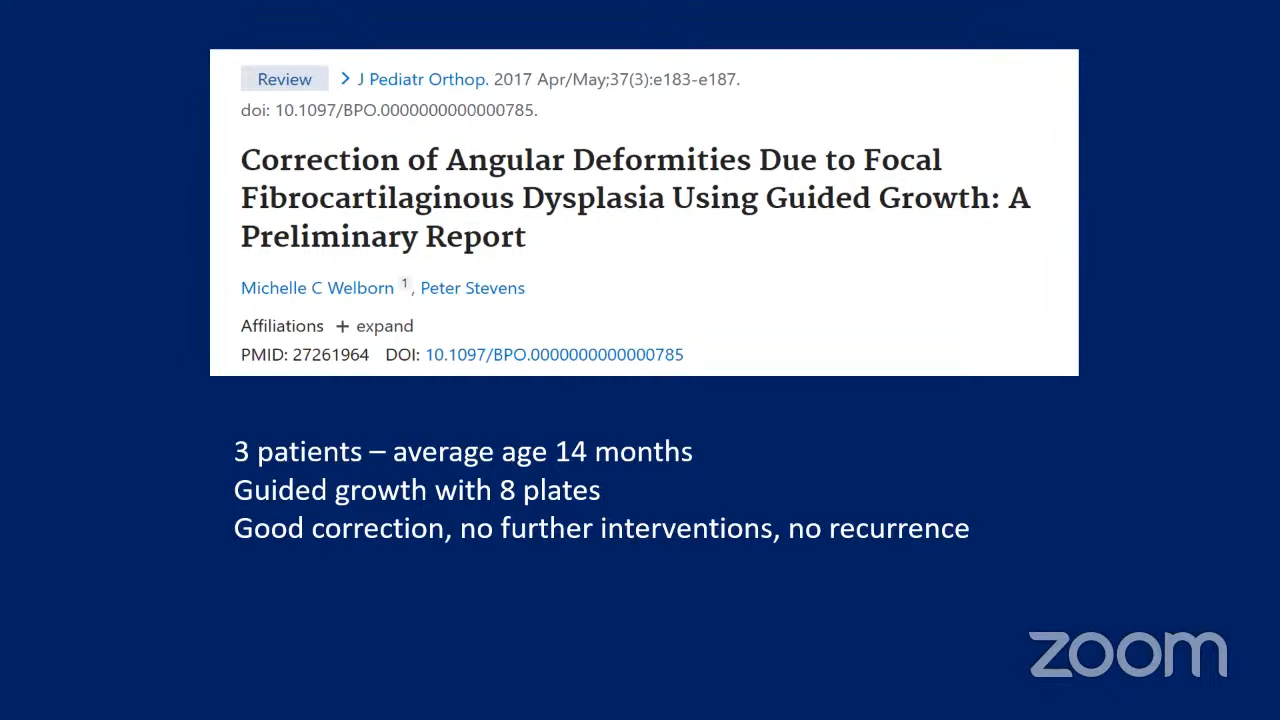 Review > J Pediatr Orthop. 2017 Apr/May;37(3):e183-e187.
doi: 10.1097/BPO.0000000000000785.
Correction of Angular Deformities Due to Focal
Fibrocartilaginous Dysplasia Using Guided Growth: A
Preliminary Report
Michelle C Welborn 1, Peter Stevens
Affiliations + expand
PMID: 27261964 DOI: 10.1097/BPO.0000000000000785
3 patients – average age 14 months
Guided growth with 8 plates
Good correction, no further interventions, no recurrence
zoom